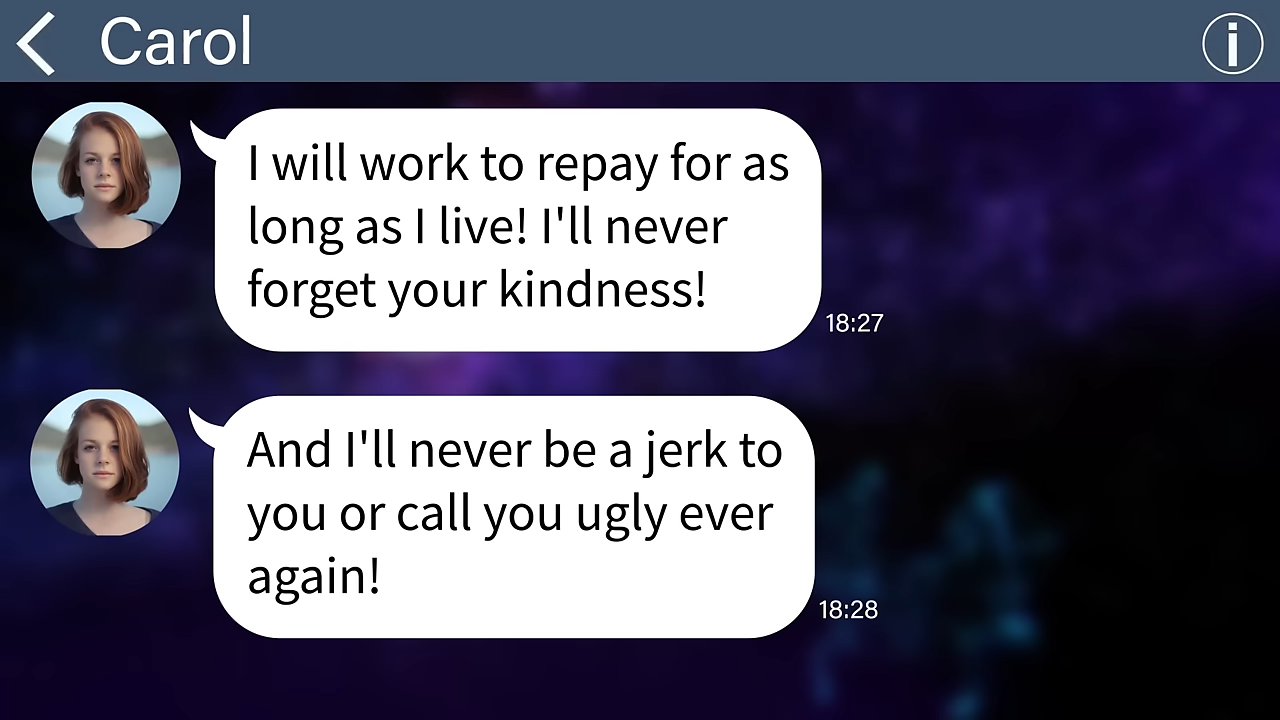 Carol
I will work to repay for as
long as I live! I'll never
forget your kindness!
18:27
And I'll never be a jerk to
you or call you ugly ever
again!
18:28